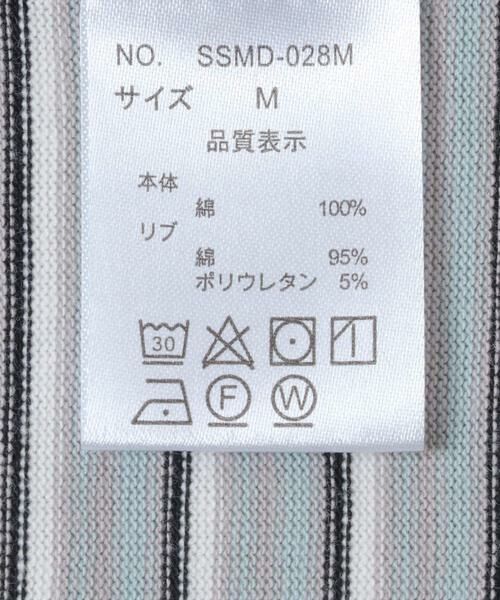 NO. SSMD-028M
サイズ M
品質表示
本体
綿 100%
リブ
綿 95%
ポリウレタン 5%
30
F W